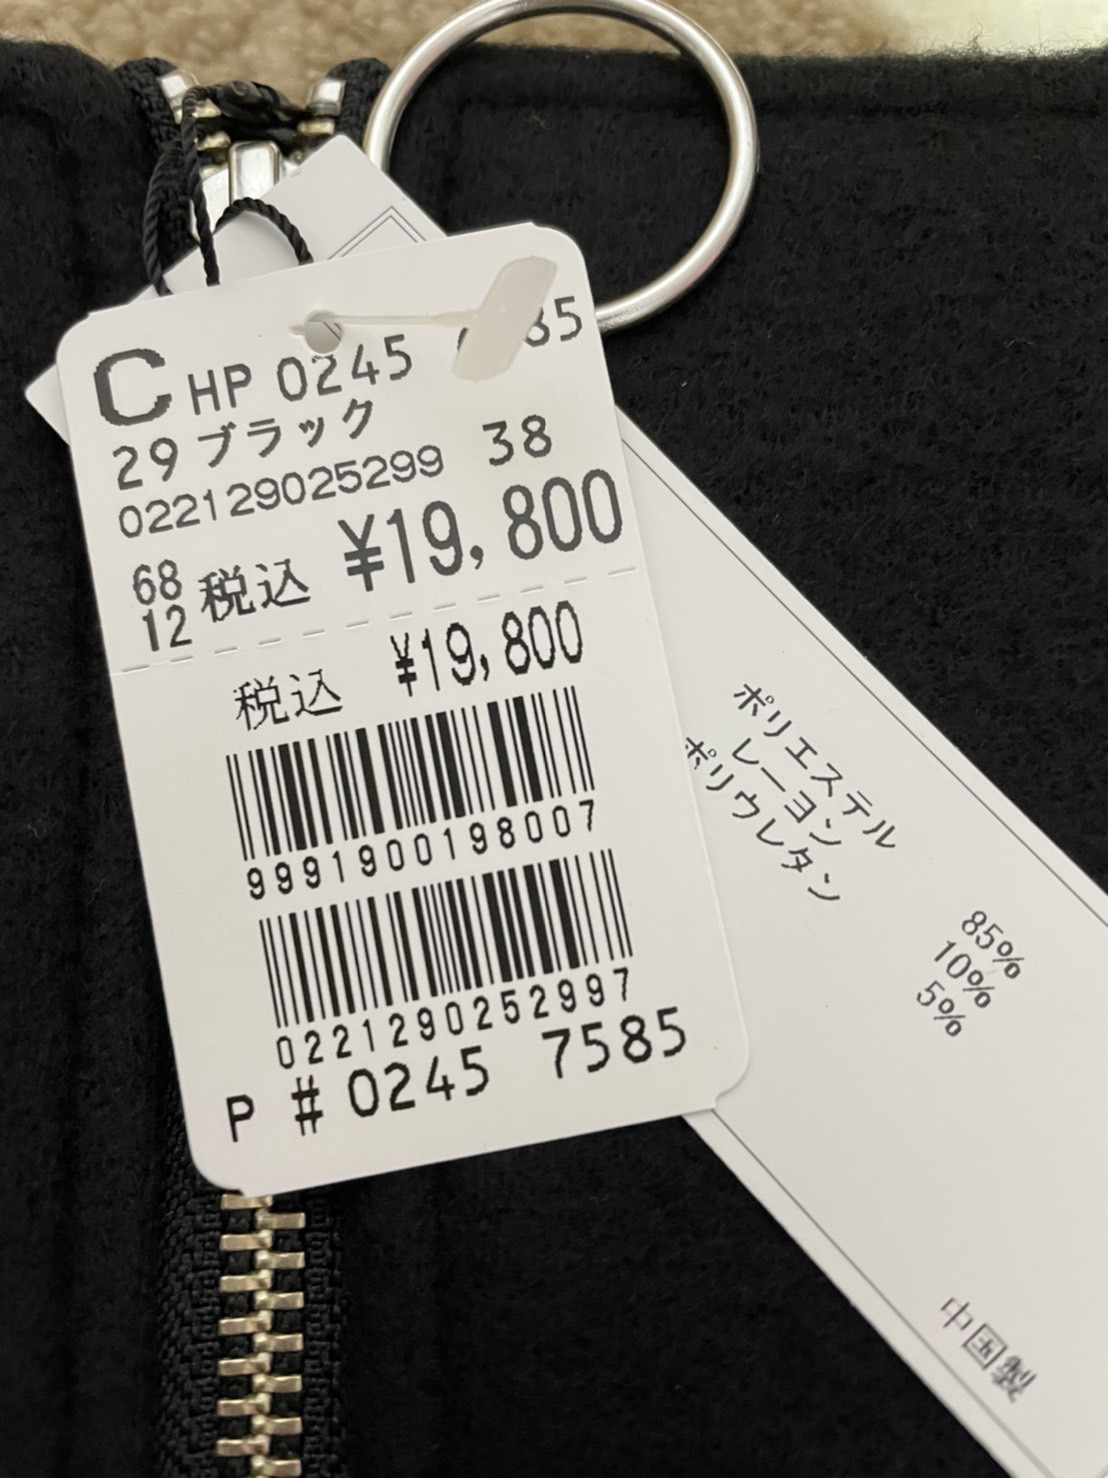 C HP 0245 85
29 ブラック
022129025299 38
68
12
税込 ¥19,800
税込 ¥19,800
9991900198007
0221290252997
P # 0245 7585
ポリエステル 85%
レーヨン 10%
ポリウレタン 5%
中国製